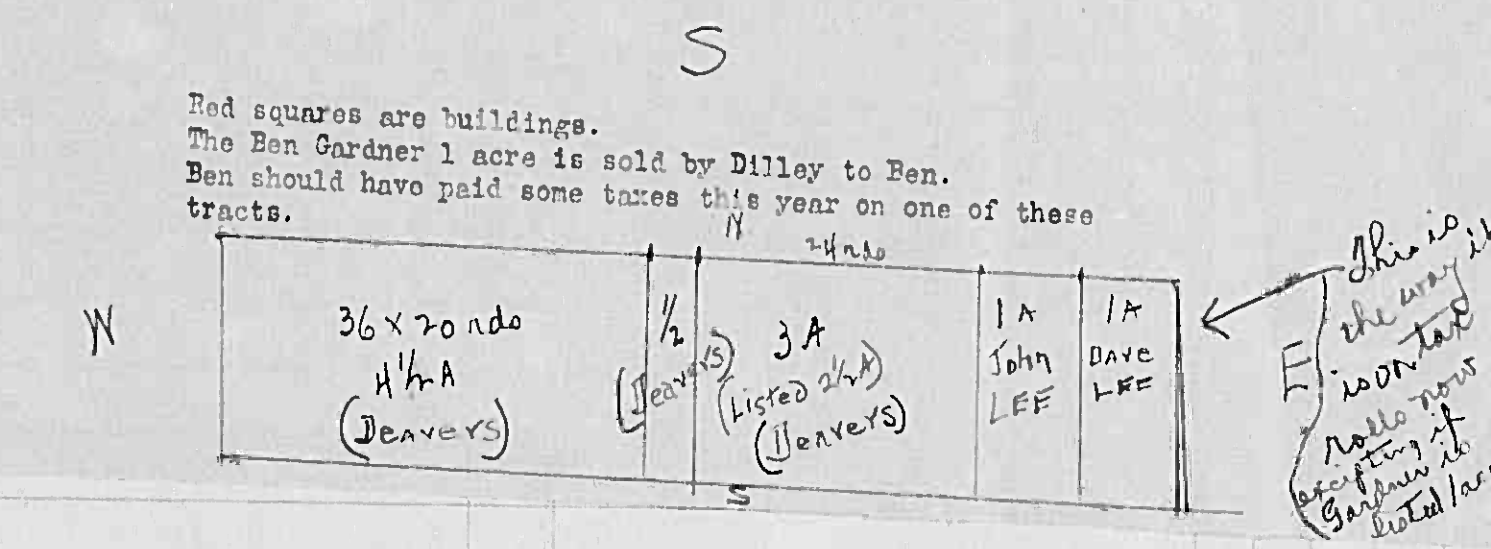 S
Red squares are buildings.
The Ben Gardner 1 acre is sold by Dilley to Ben.
Ben should have paid some taxes this year on one of these
tracts.
N
24 rds
W
36 x 20 rds
4 1/2 A
(Deavers)
1/2
(Deavers)
3 A
(Listed 2 1/2 A)
(Deavers)
1 A
John
LEE
1A
Dave
LEE
E
This is
the way it
is on tax
rolls now
excepting if
Gardner is
listed 1 ac
S